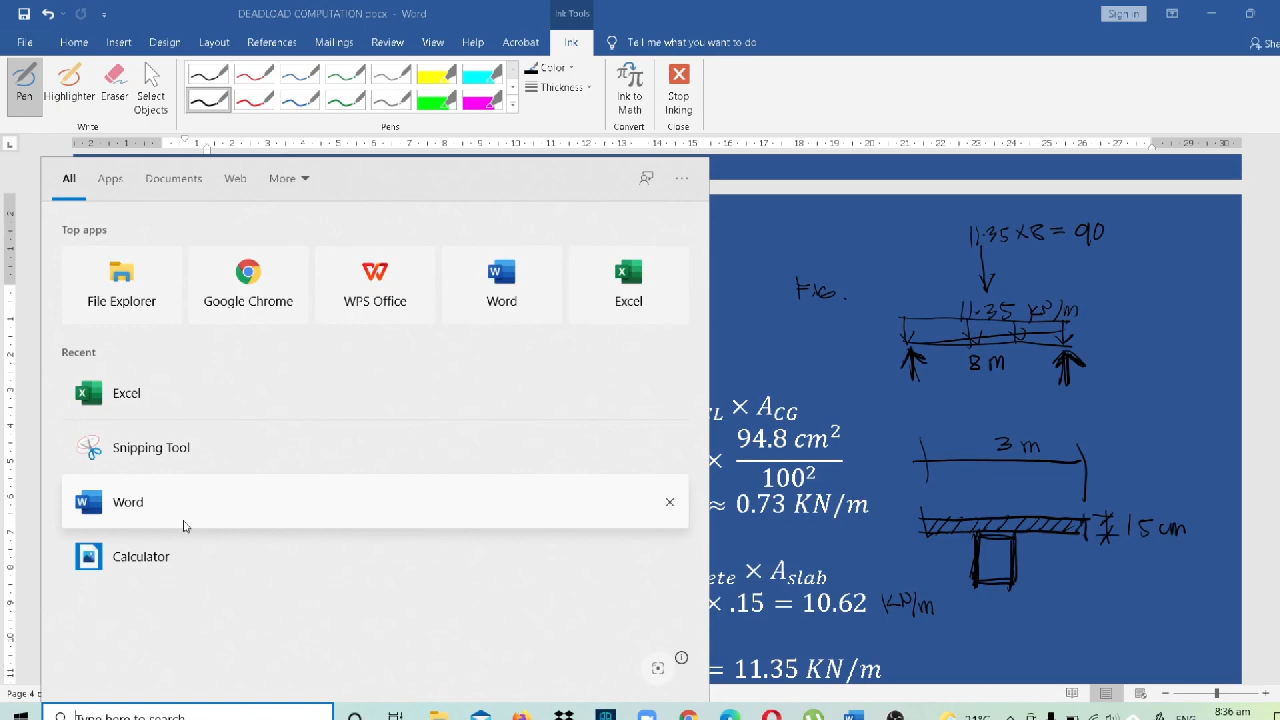 DEADLOAD COMPUTATION.docx - Word
Ink Tools
Sign in
File Home Insert Design Layout References Mailings Review View Help Acrobat Ink Tell me what you want to do
Pen Highlighter Eraser Select Objects
Color
Thickness
Ink to Math
Stop Inking
Write Pens Convert Close
All Apps Documents Web More
Top apps
File Explorer Google Chrome WPS Office Word Excel
Recent
Excel
Snipping Tool
Word
Calculator
11.35 × 8 = 90
FIG.
11.35 KN/m
8 m
× A_CG
× 94.8 cm² / 100²
≈ 0.73 KN/m
3 m
15 cm
ete × A_slab
× .15 = 10.62 KN/m
= 11.35 KN/m
Page 4
Type here to search
ENG
8:36 am